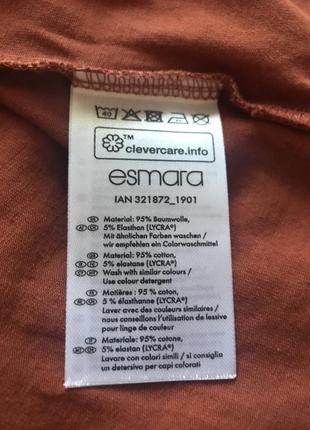 40
™
clevercare.info
esmara
IAN 321872_1901
Material: 95% Baumwolle,
5% Elasthan (LYCRA®)
Mit ähnlichen Farben waschen /
wir empfehlen ein Colorwaschmittel
Material: 95 % cotton,
5% elastane (LYCRA®)
Wash with similar colours /
Use colour detergent
Matières : 95 % coton,
5 % élasthanne (LYCRA®)
Laver avec des couleurs similaires /
nous conseillons l'utilisation de lessive
pour linge de couleur
Materiale: 95% cotone,
5% elastan (LYCRA®)
Lavare con colori simili / si consiglia
un detersivo per capi colorati